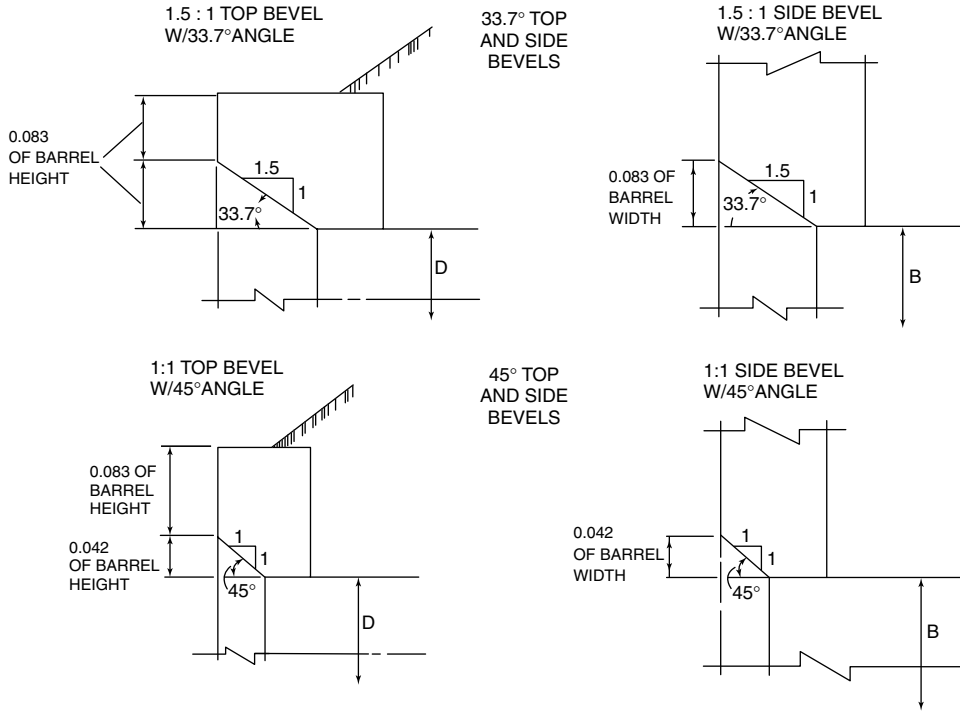 1.5 : 1 TOP BEVEL
W/33.7°ANGLE
33.7° TOP
AND SIDE
BEVELS
1.5 : 1 SIDE BEVEL
W/33.7°ANGLE
0.083
OF BARREL
HEIGHT
1.5
1
33.7°
D
0.083 OF
BARREL
WIDTH
1.5
1
33.7°
B
1:1 TOP BEVEL
W/45°ANGLE
45° TOP
AND SIDE
BEVELS
1:1 SIDE BEVEL
W/45°ANGLE
0.083 OF
BARREL
HEIGHT
0.042
OF BARREL
HEIGHT
1
1
45°
D
0.042
OF BARREL
WIDTH
1
1
45°
B